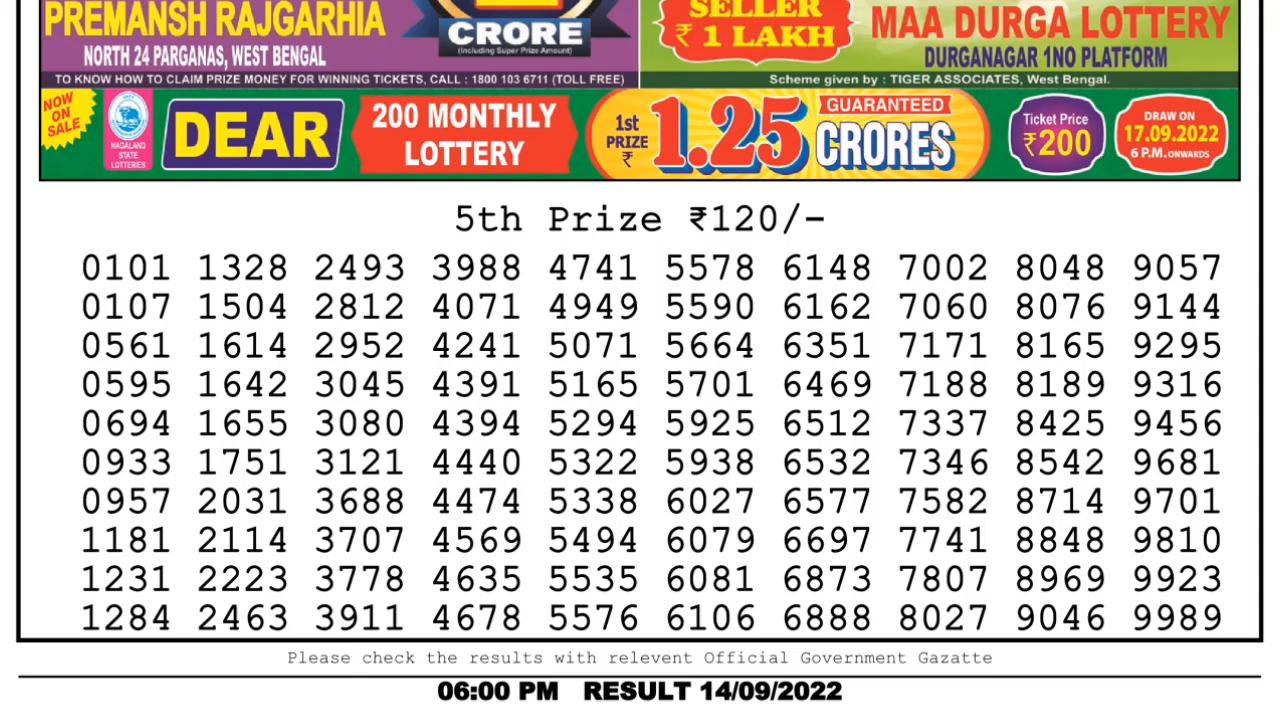 PREMANSH RAJGARHIA
NORTH 24 PARGANAS, WEST BENGAL
CRORE
(Including Super Prize Amount)
SELLER
₹ 1 LAKH
MAA DURGA LOTTERY
DURGANAGAR 1NO PLATFORM
TO KNOW HOW TO CLAIM PRIZE MONEY FOR WINNING TICKETS, CALL : 1800 103 6711 (TOLL FREE)
Scheme given by : TIGER ASSOCIATES, West Bengal.
NOW
ON
SALE
NAGALAND
STATE
LOTTERIES
DEAR
200 MONTHLY
LOTTERY
1st
PRIZE
₹
1.25
GUARANTEED
CRORES
Ticket Price
₹200
DRAW ON
17.09.2022
6 P.M. ONWARDS
5th Prize ₹120/-
0101 1328 2493 3988 4741 5578 6148 7002 8048 9057
0107 1504 2812 4071 4949 5590 6162 7060 8076 9144
0561 1614 2952 4241 5071 5664 6351 7171 8165 9295
0595 1642 3045 4391 5165 5701 6469 7188 8189 9316
0694 1655 3080 4394 5294 5925 6512 7337 8425 9456
0933 1751 3121 4440 5322 5938 6532 7346 8542 9681
0957 2031 3688 4474 5338 6027 6577 7582 8714 9701
1181 2114 3707 4569 5494 6079 6697 7741 8848 9810
1231 2223 3778 4635 5535 6081 6873 7807 8969 9923
1284 2463 3911 4678 5576 6106 6888 8027 9046 9989
Please check the results with relevent Official Government Gazatte
06:00 PM RESULT 14/09/2022